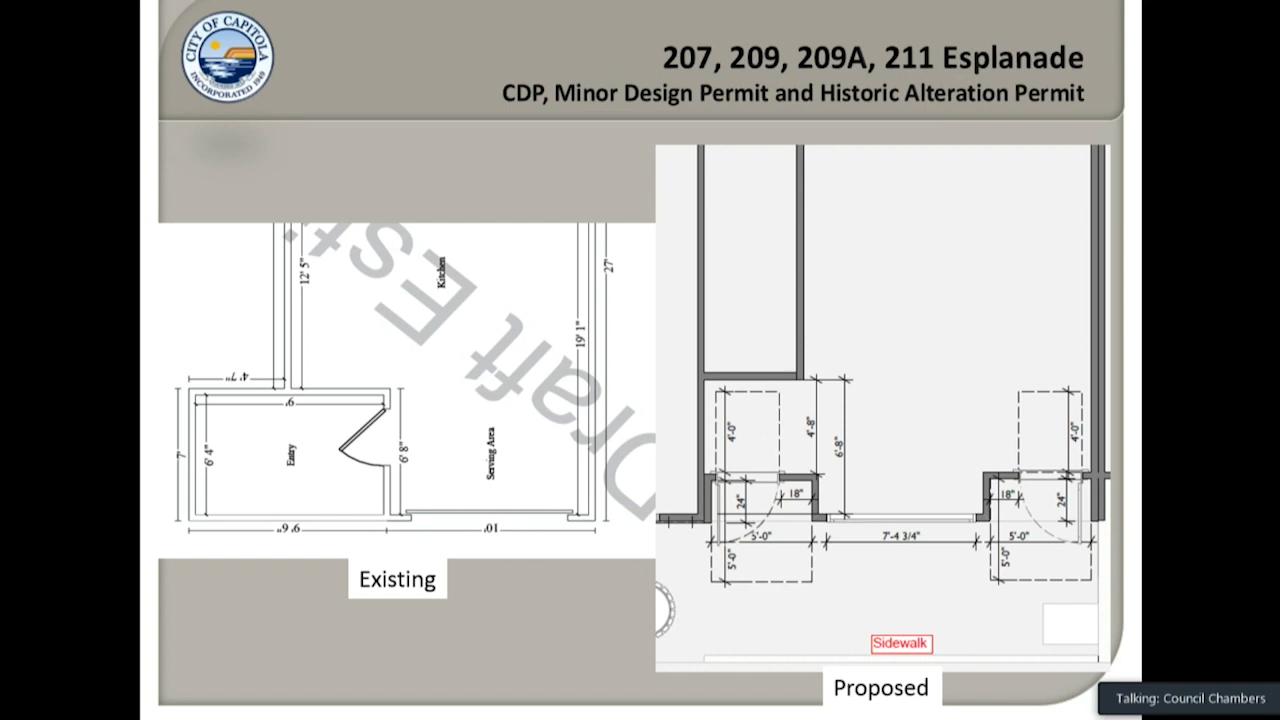 CITY OF CAPITOLA
INCORPORATED 1949
207, 209, 209A, 211 Esplanade
CDP, Minor Design Permit and Historic Alteration Permit
Draft Est.
12' 5"
Kitchen
27'
19' 1"
4' 7"
9'
7'
6' 4"
Entry
6' 8"
Serving Area
9' 6"
10'
Existing
4'-0"
4'-8"
6'-8"
4'-0"
24"
18"
18"
24"
5'-0"
7'-4 3/4"
5'-0"
5'-0"
5'-0"
Sidewalk
Proposed
Talking: Council Chambers